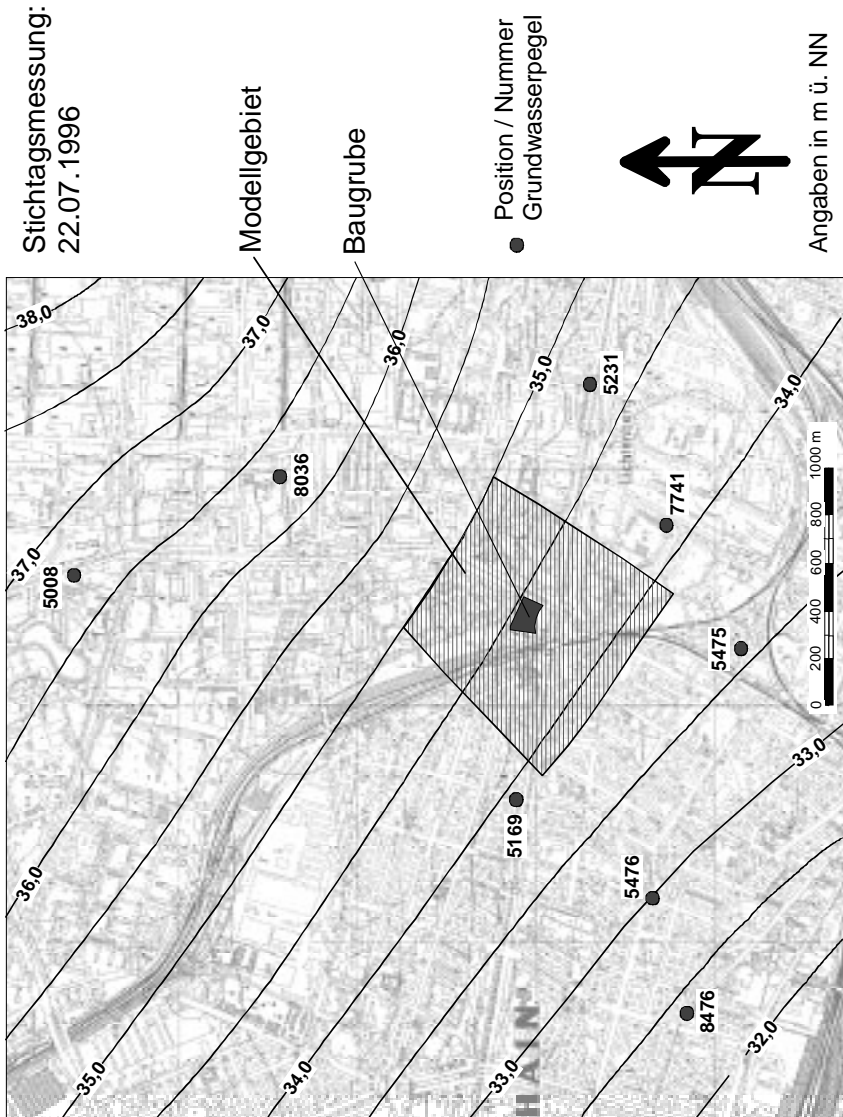 Stichtagsmessung:
22.07.1996
Modellgebiet
Baugrube
Position / Nummer
Grundwasserpegel
N
Angaben in m ü. NN
38,0
37,0
36,0
35,0
34,0
37,0
36,0
35,0
34,0
33,0
33,0
32,0
5008
8036
5231
7741
5475
5169
5476
8476
HAIN
0 200 400 600 800 1000 m